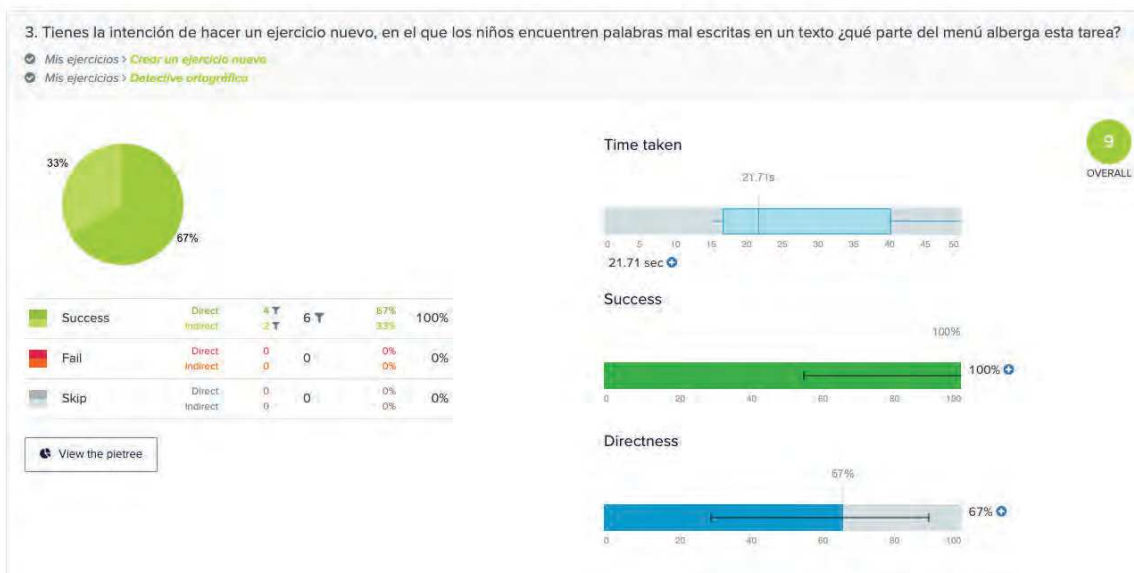 3. Tienes la intención de hacer un ejercicio nuevo, en el que los niños encuentren palabras mal escritas en un texto ¿qué parte del menú alberga esta tarea?
Mis ejercicios > Crear un ejercicio nuevo
Mis ejercicios > Detective ortográfico
33%
67%
Success Direct 4 6 67% 100%
Indirect 2 33%
Fail Direct 0 0 0% 0%
Indirect 0 0%
Skip Direct 0 0 0% 0%
Indirect 0 0%
View the pietree
Time taken
21.71s
0 5 10 15 20 25 30 35 40 45 50
21.71 sec
Success
100%
100%
0 20 40 60 80 100
Directness
67%
67%
0 20 40 60 80 100
9
OVERALL